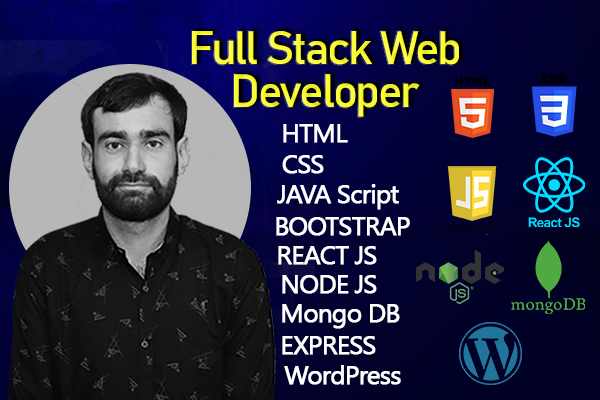 Full Stack Web
Developer
HTML
CSS
JAVA Script
BOOTSTRAP
REACT JS
NODE JS
Mongo DB
EXPRESS
WordPress
HTML
5
3
JS
React JS
node
JS
mongoDB
W